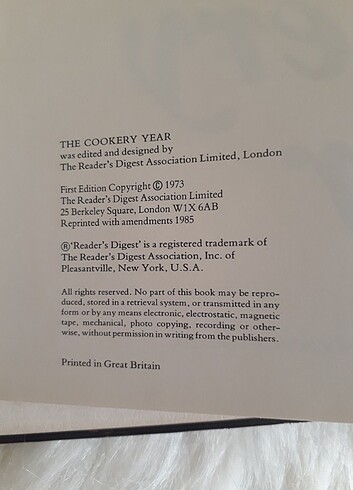 THE COOKERY YEAR
was edited and designed by
The Reader's Digest Association Limited, London
First Edition Copyright © 1973
The Reader's Digest Association Limited
25 Berkeley Square, London W1X 6AB
Reprinted with amendments 1985
®'Reader's Digest' is a registered trademark of
The Reader's Digest Association, Inc. of
Pleasantville, New York, U.S.A.
All rights reserved. No part of this book may be repro-
duced, stored in a retrieval system, or transmitted in any
form or by any means electronic, electrostatic, magnetic
tape, mechanical, photo copying, recording or other-
wise, without permission in writing from the publishers.
Printed in Great Britain